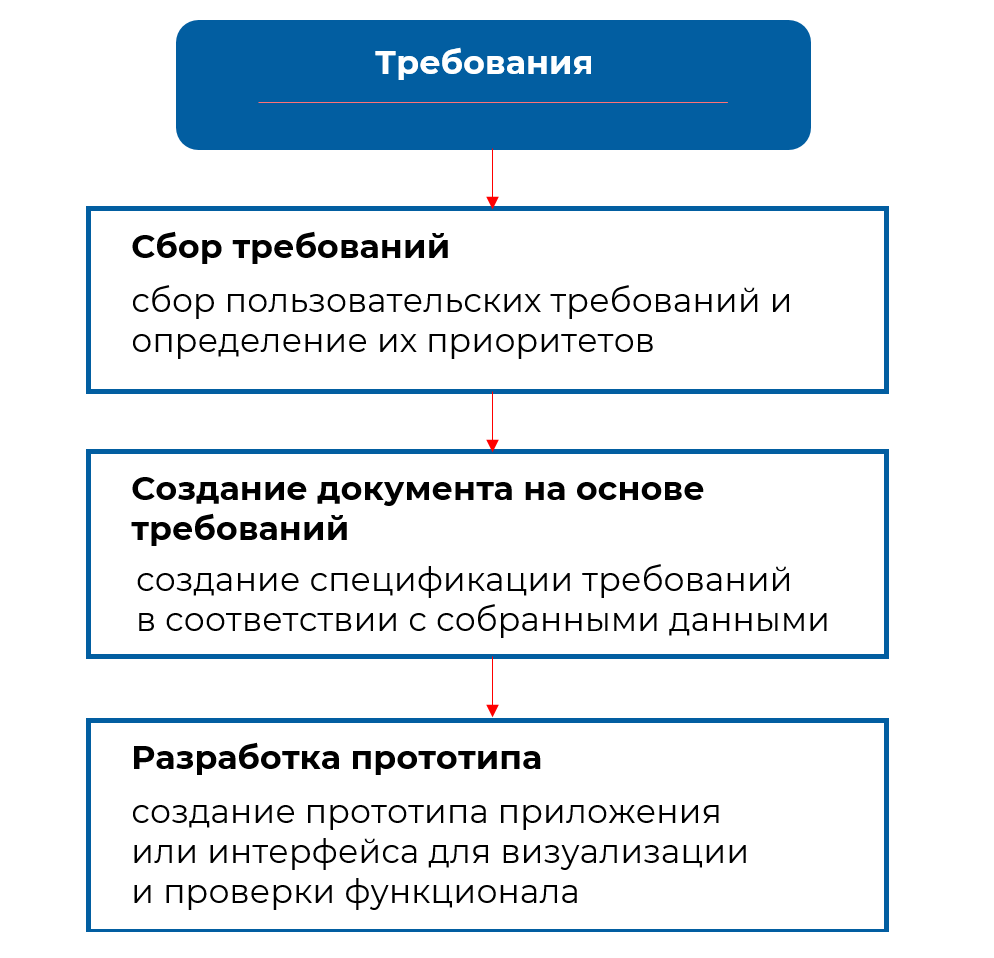 Требования
Сбор требований
сбор пользовательских требований и
определение их приоритетов
Создание документа на основе
требований
создание спецификации требований
в соответствии с собранными данными
Разработка прототипа
создание прототипа приложения
или интерфейса для визуализации
и проверки функционала